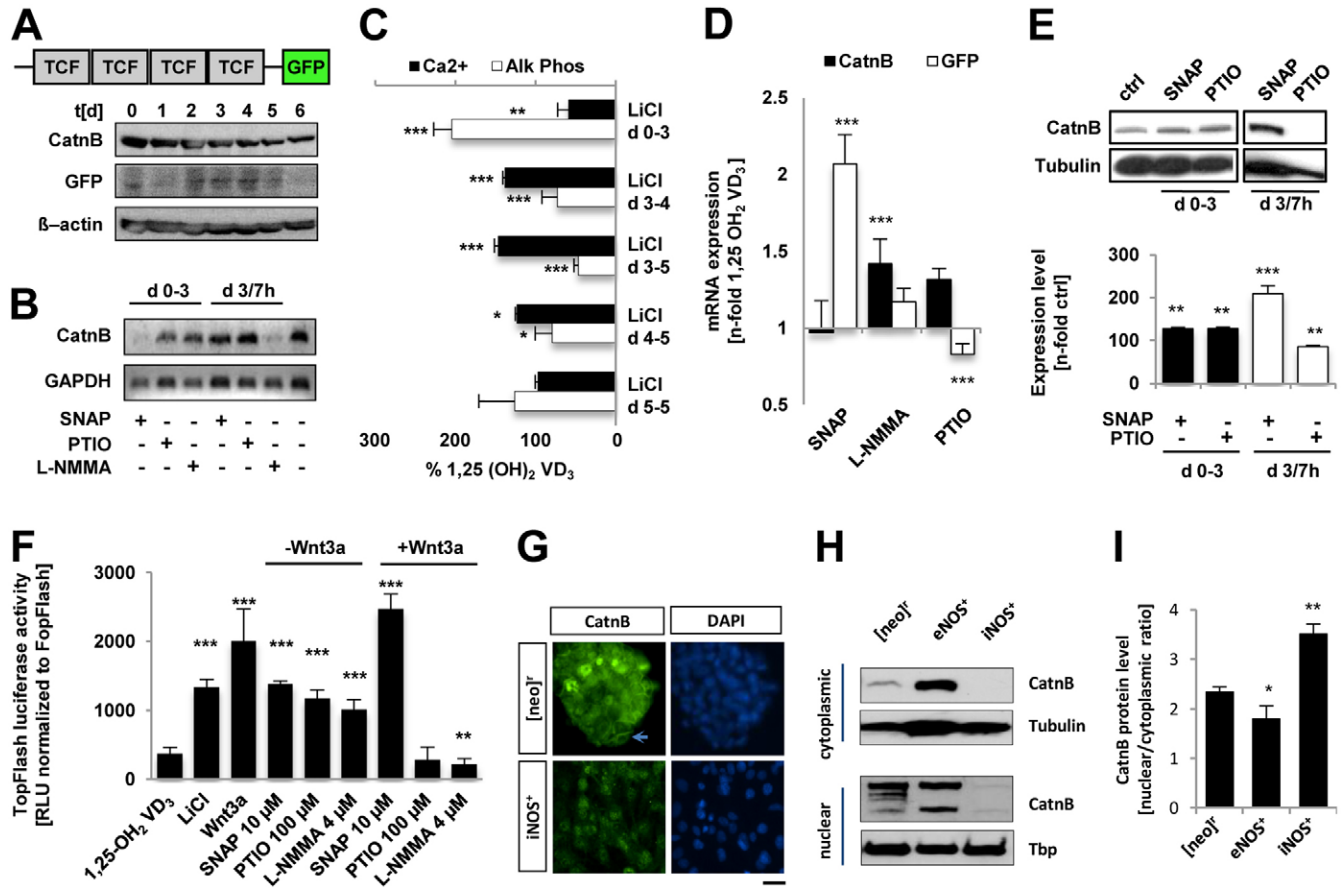 A
TCF TCF TCF TCF GFP
t[d] 0 1 2 3 4 5 6
CatnB
GFP
ß–actin
B
d 0-3 d 3/7h
CatnB
GAPDH
SNAP + - - + - - -
PTIO - + - - + - -
L-NMMA - - + - - + -
C
Ca2+ Alk Phos
** LiCl
*** d 0-3
*** LiCl
*** d 3-4
*** LiCl
*** d 3-5
* LiCl
* d 4-5
LiCl
d 5-5
300 200 100 0
% 1,25 (OH)2 VD3
D
CatnB GFP
mRNA expression
[n-fold 1,25 OH2 VD3]
2.5
2
1.5
1
0.5
***
***
***
SNAP L-NMMA PTIO
E
ctrl SNAP PTIO SNAP PTIO
CatnB
Tubulin
d 0-3 d 3/7h
Expression level
[n-fold ctrl]
300
200
100
0
** ** *** **
SNAP + - + -
PTIO - + - +
d 0-3 d 3/7h
F
-Wnt3a +Wnt3a
TopFlash luciferase activity
[RLU normalized to FopFlash]
3000
2000
1000
0
*** *** *** *** *** *** **
1,25-OH2 VD3
LiCl
Wnt3a
SNAP 10 µM
PTIO 100 µM
L-NMMA 4 µM
SNAP 10 µM
PTIO 100 µM
L-NMMA 4 µM
G
CatnB DAPI
[neo]r
iNOS+
H
[neo]r eNOS+ iNOS+
cytoplasmic
CatnB
Tubulin
nuclear
CatnB
Tbp
I
CatnB protein level
[nuclear/cytoplasmic ratio]
4
3
2
1
0
* **
[neo]r eNOS+ iNOS+